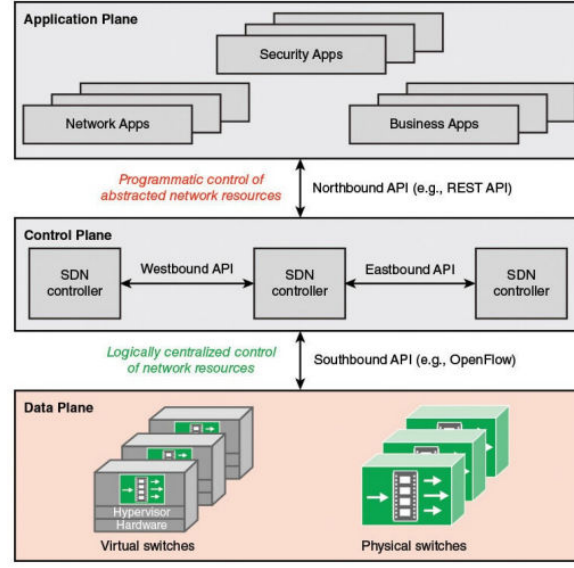 Application Plane
Security Apps
Network Apps
Business Apps
Programmatic control of
abstracted network resources
Northbound API (e.g., REST API)
Control Plane
SDN
controller
Westbound API
SDN
controller
Eastbound API
SDN
controller
Logically centralized control
of network resources
Southbound API (e.g., OpenFlow)
Data Plane
Hypervisor
Hardware
Virtual switches
Physical switches